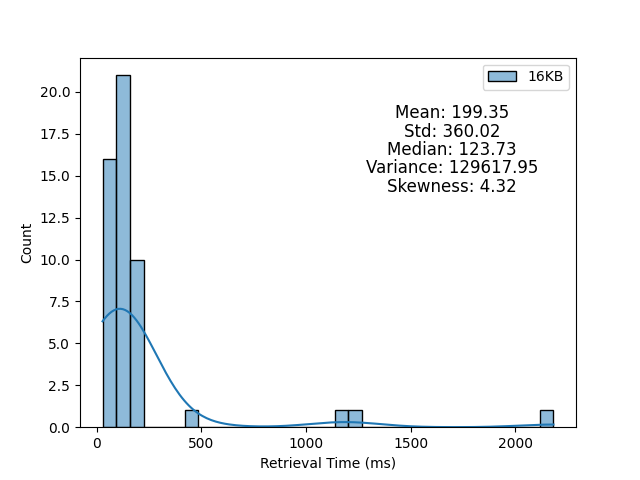 16KB
Mean: 199.35
Std: 360.02
Median: 123.73
Variance: 129617.95
Skewness: 4.32
Count
20.0
17.5
15.0
12.5
10.0
7.5
5.0
2.5
0.0
0 500 1000 1500 2000
Retrieval Time (ms)